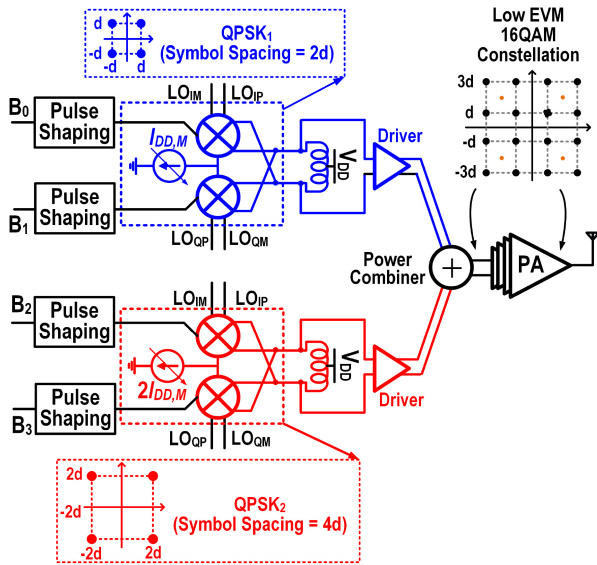 d
-d
-d
d
QPSK1
(Symbol Spacing = 2d)
Low EVM
16QAM
Constellation
3d
d
-d
-3d
LOIM
LOIP
B0
Pulse
Shaping
IDD,M
VDD
Driver
B1
Pulse
Shaping
LOQP
LOQM
Power
Combiner
+
PA
B2
Pulse
Shaping
LOIM
LOIP
2IDD,M
VDD
Driver
B3
Pulse
Shaping
LOQP
LOQM
2d
-2d
-2d
2d
QPSK2
(Symbol Spacing = 4d)